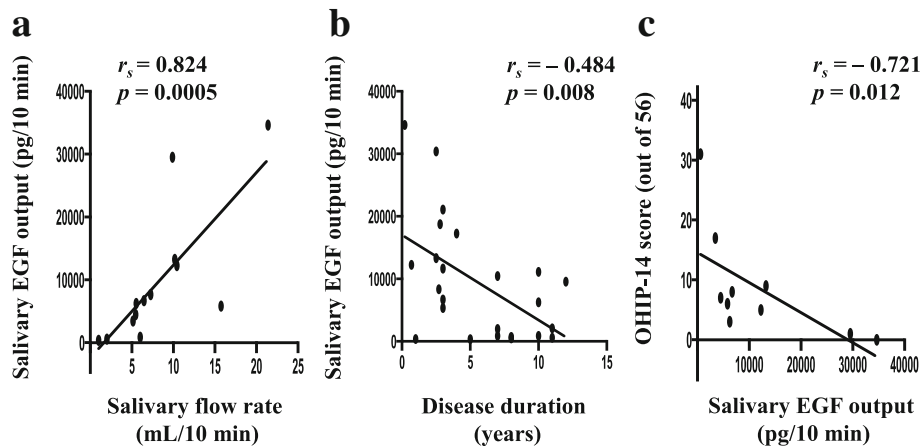 a
r_s = 0.824
p = 0.0005
Salivary EGF output (pg/10 min)
40000
30000
20000
10000
0
0
5
10
15
20
25
Salivary flow rate
(mL/10 min)
b
r_s = – 0.484
p = 0.008
Salivary EGF output (pg/10 min)
40000
30000
20000
10000
0
0
5
10
15
Disease duration
(years)
c
r_s = – 0.721
p = 0.012
OHIP-14 score (out of 56)
40
30
20
10
0
10000
20000
30000
40000
Salivary EGF output
(pg/10 min)